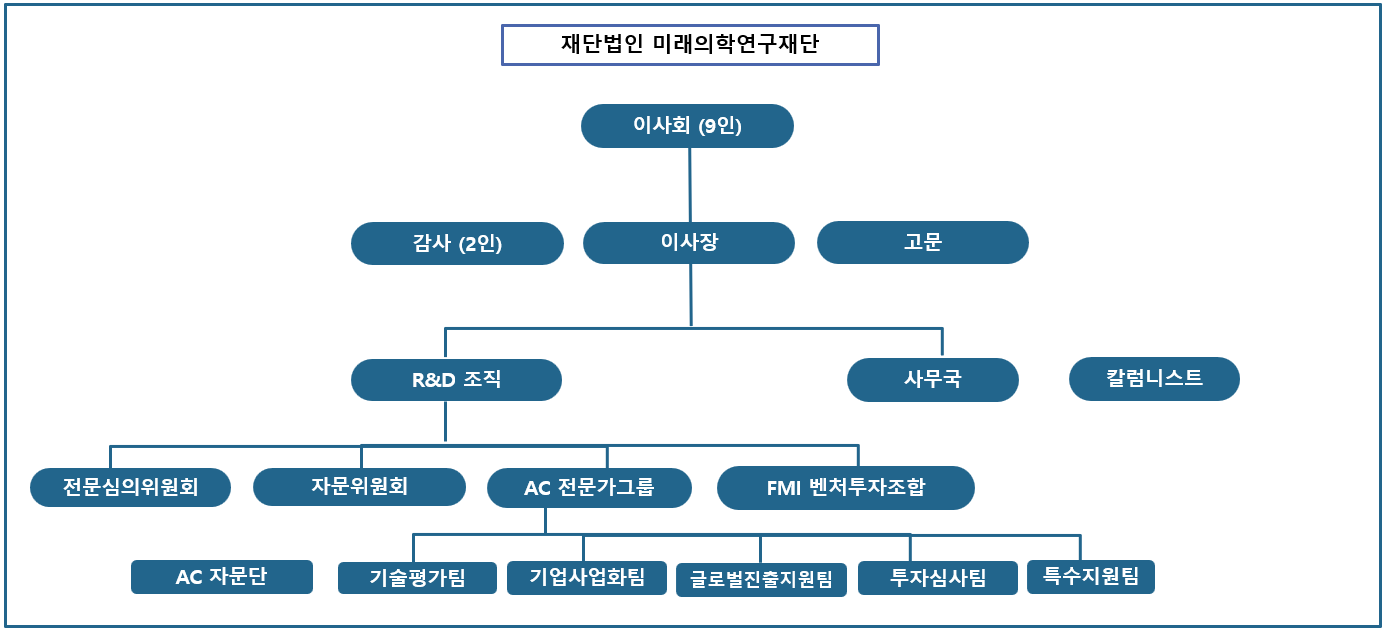 재단법인 미래의학연구재단
이사회 (9인)
감사 (2인)
이사장
고문
R&D 조직
사무국
칼럼니스트
전문심의위원회
자문위원회
AC 전문가그룹
FMI 벤처투자조합
AC 자문단
기술평가팀
기업사업화팀
글로벌진출지원팀
투자심사팀
특수지원팀